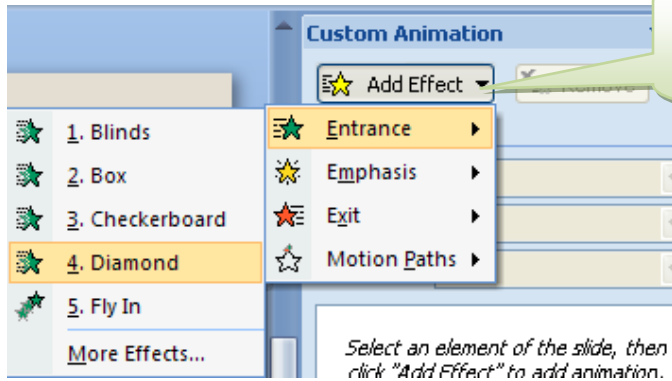 Custom Animation
Add Effect
Remove
Entrance
Emphasis
Exit
Motion Paths
1. Blinds
2. Box
3. Checkerboard
4. Diamond
5. Fly In
More Effects...
Select an element of the slide, then
click "Add Effect" to add animation.